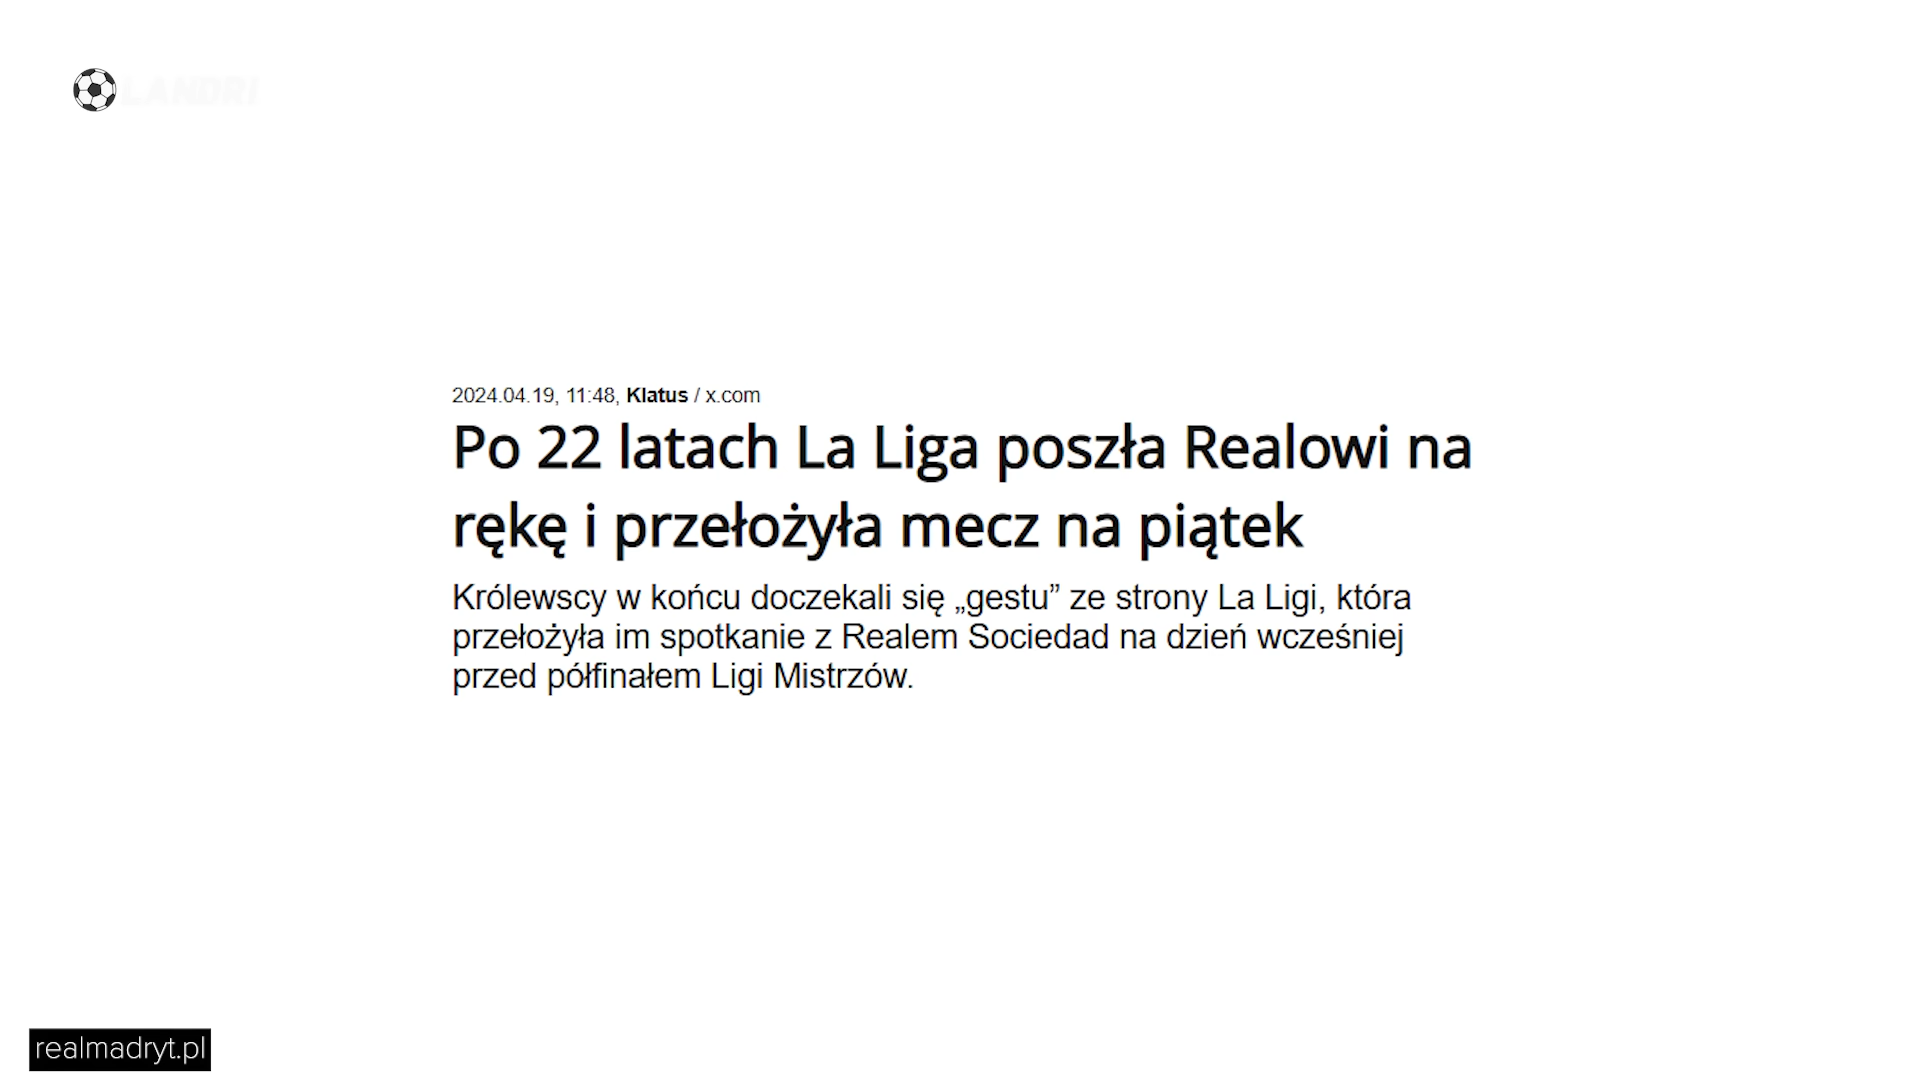 LANDRI
2024.04.19, 11:48, Klatus / x.com
Po 22 latach La Liga poszła Realowi na
rękę i przełożyła mecz na piątek
Królewscy w końcu doczekali się „gestu” ze strony La Ligi, która
przełożyła im spotkanie z Realem Sociedad na dzień wcześniej
przed półfinałem Ligi Mistrzów.
realmadryt.pl